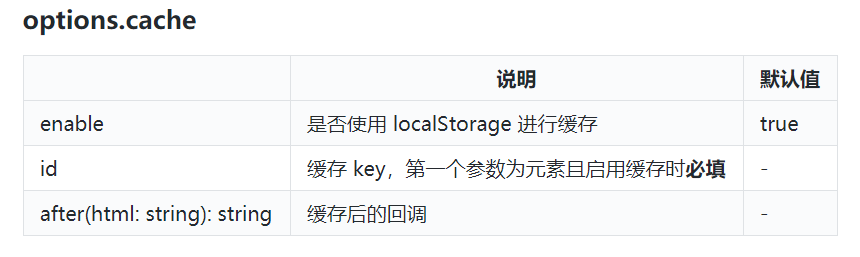 options.cache
说明 默认值
enable 是否使用 localStorage 进行缓存 true
id 缓存 key，第一个参数为元素且启用缓存时必填 -
after(html: string): string 缓存后的回调 -